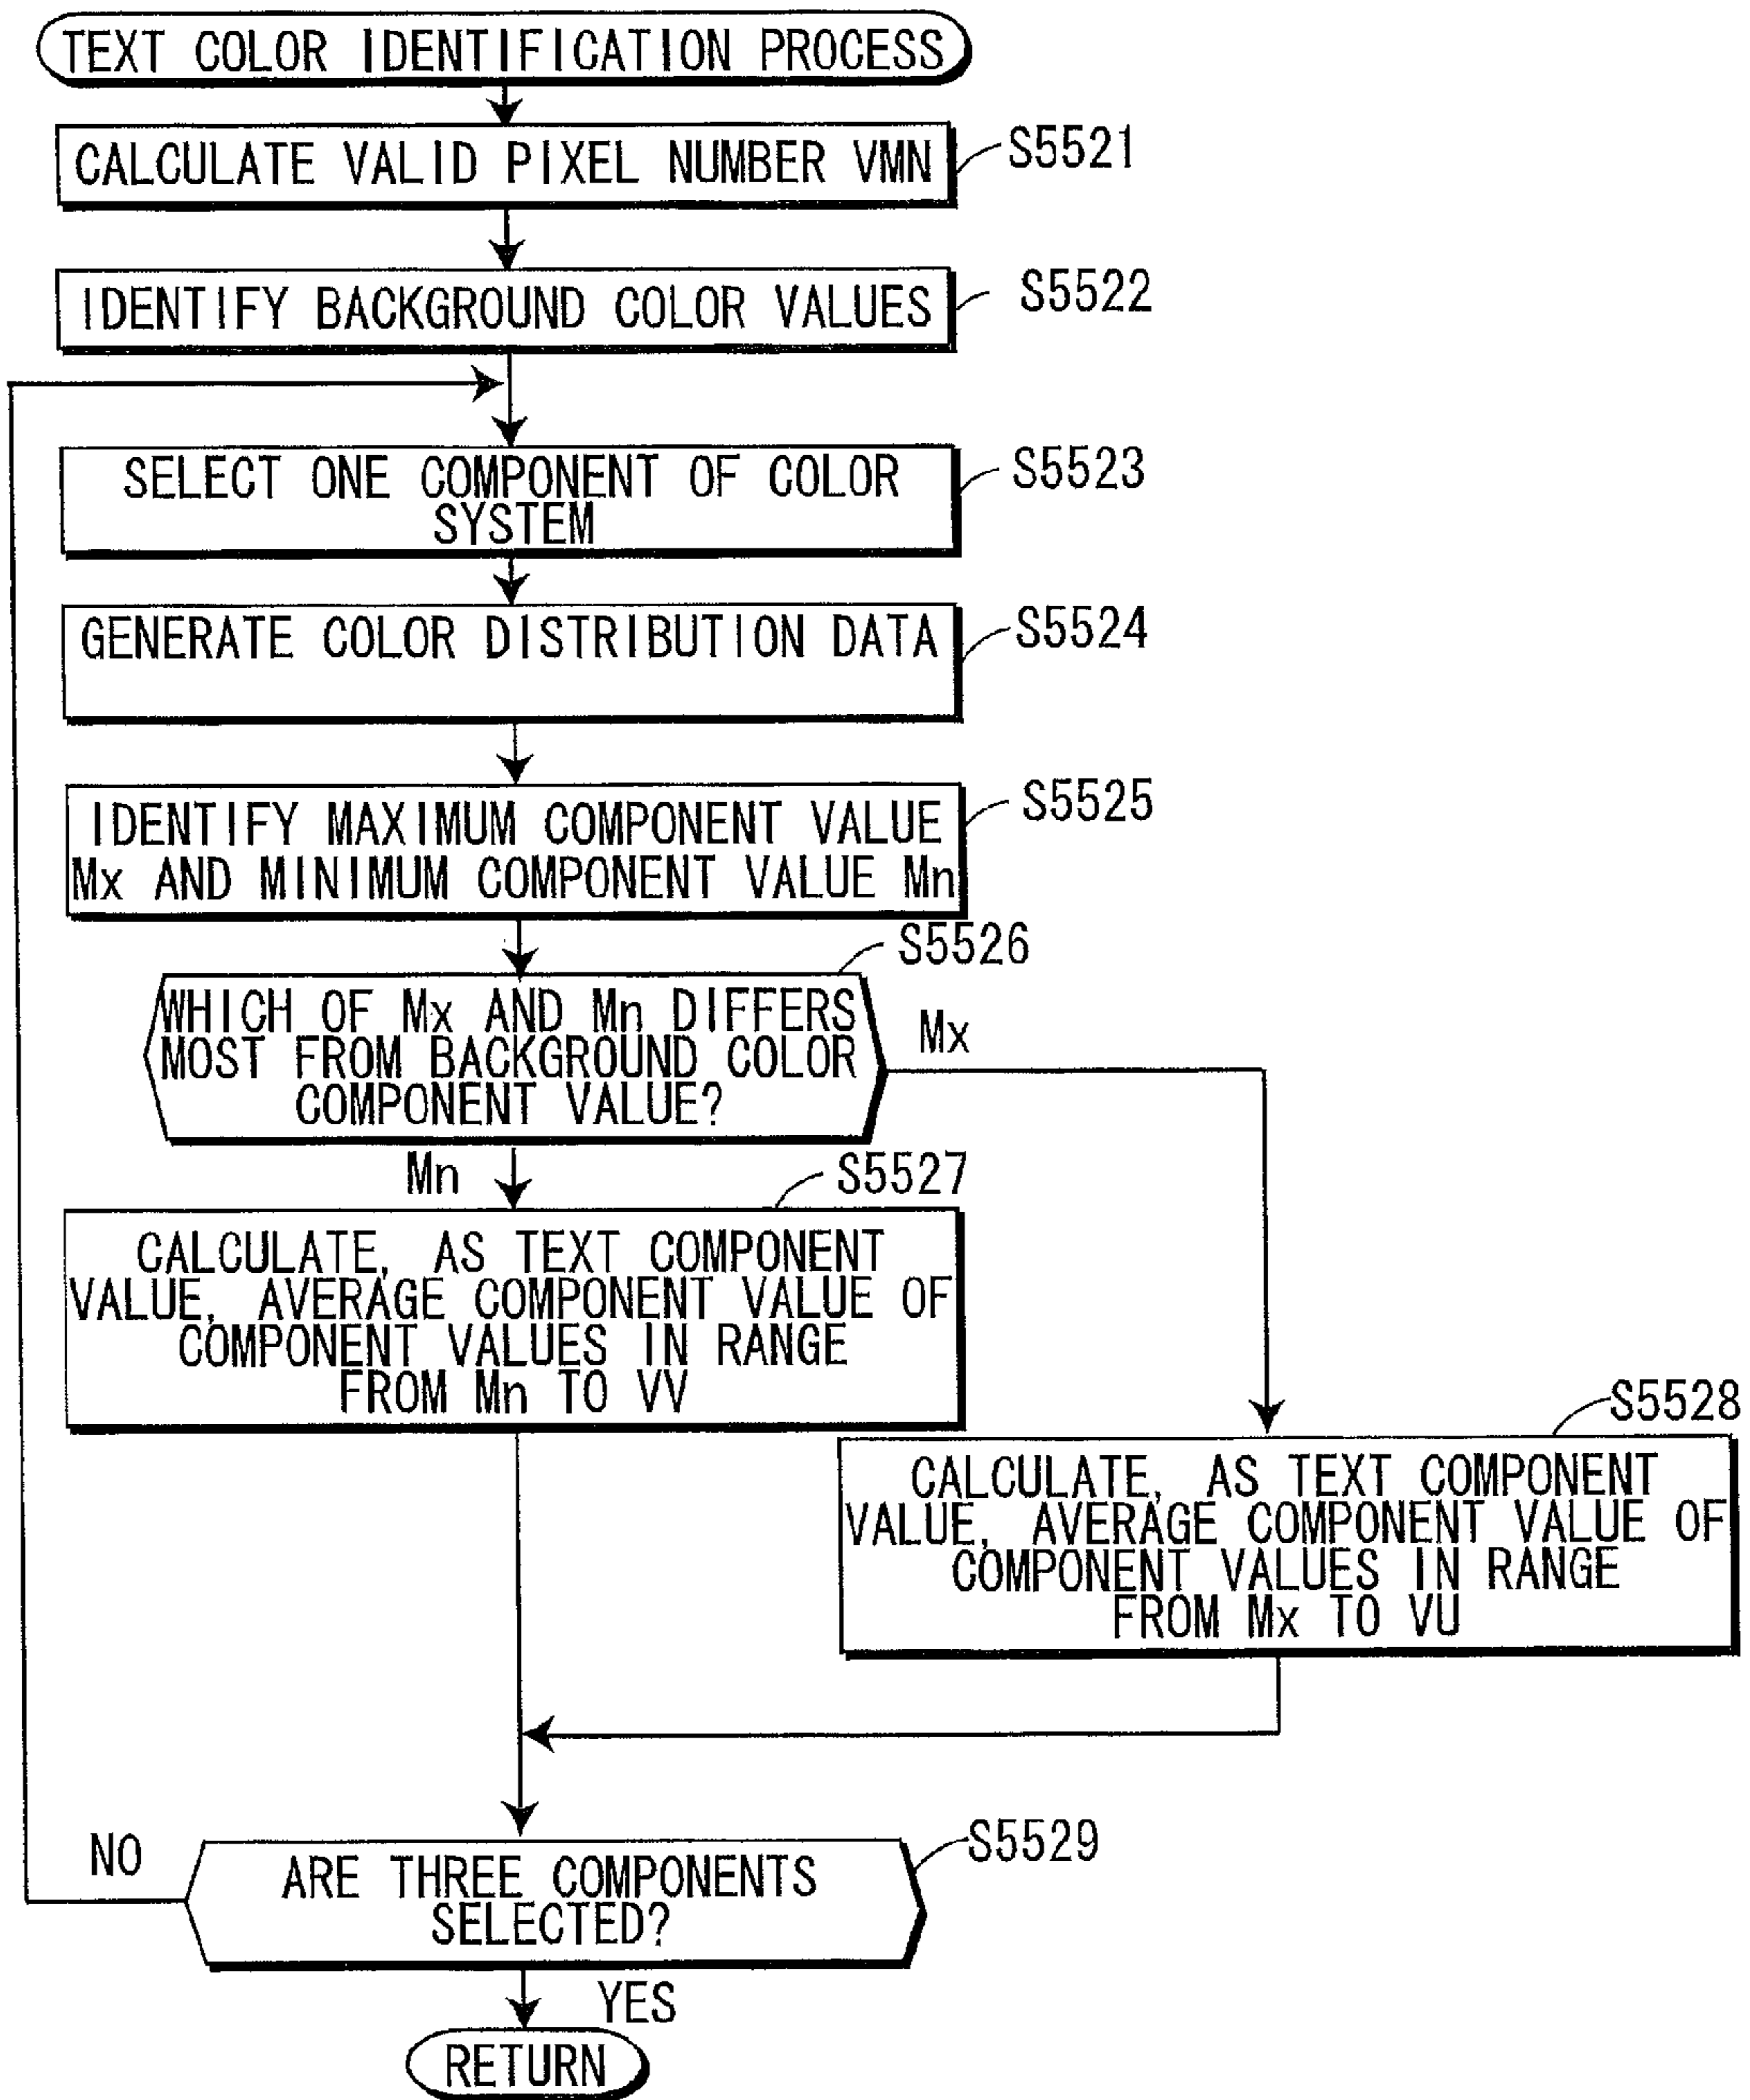 TEXT COLOR IDENTIFICATION PROCESS
CALCULATE VALID PIXEL NUMBER VMN
S5521
IDENTIFY BACKGROUND COLOR VALUES
S5522
SELECT ONE COMPONENT OF COLOR
SYSTEM
S5523
GENERATE COLOR DISTRIBUTION DATA
S5524
IDENTIFY MAXIMUM COMPONENT VALUE
Mx AND MINIMUM COMPONENT VALUE Mn
S5525
S5526
WHICH OF Mx AND Mn DIFFERS
MOST FROM BACKGROUND COLOR
COMPONENT VALUE?
Mx
Mn
S5527
CALCULATE, AS TEXT COMPONENT
VALUE, AVERAGE COMPONENT VALUE OF
COMPONENT VALUES IN RANGE
FROM Mn TO VV
S5528
CALCULATE, AS TEXT COMPONENT
VALUE, AVERAGE COMPONENT VALUE OF
COMPONENT VALUES IN RANGE
FROM Mx TO VU
NO
S5529
ARE THREE COMPONENTS
SELECTED?
YES
RETURN